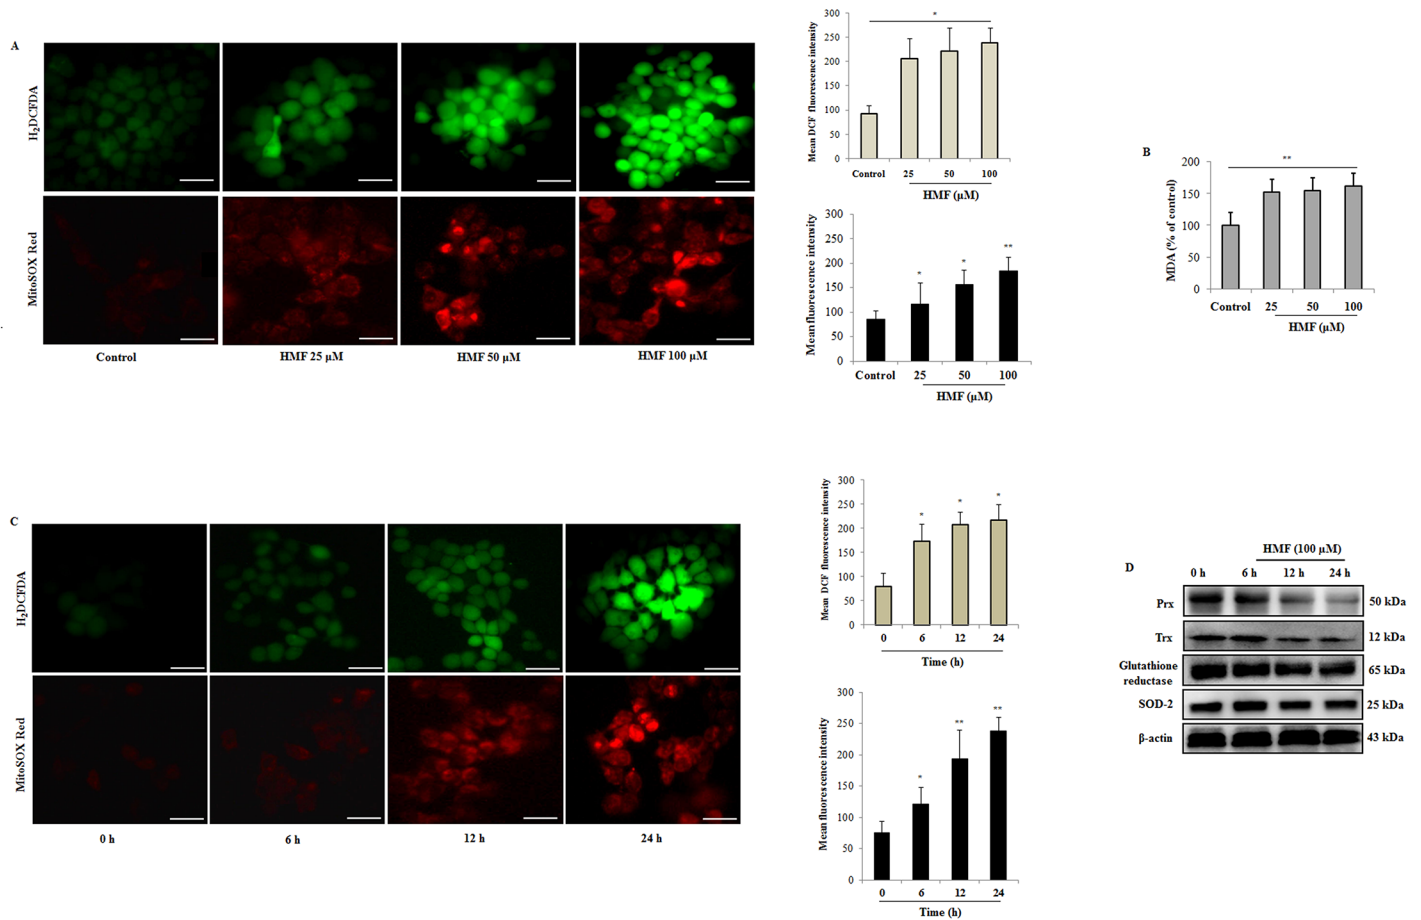 A
H₂DCFDA
MitoSOX Red
Control
HMF 25 µM
HMF 50 µM
HMF 100 µM
Mean DCF fluorescence intensity
300
250
200
150
100
50
0
*
Control
25
50
100
HMF (µM)
Mean fluorescence intensity
300
250
200
150
100
50
0
*
*
**
Control
25
50
100
HMF (µM)
B
MDA (% of control)
200
150
100
50
0
**
Control
25
50
100
HMF (µM)
C
H₂DCFDA
MitoSOX Red
0 h
6 h
12 h
24 h
Mean DCF fluorescence intensity
300
250
200
150
100
50
0
*
*
*
0
6
12
24
Time (h)
Mean fluorescence intensity
300
250
200
150
100
50
0
*
**
**
0
6
12
24
Time (h)
D
HMF (100 µM)
0 h 6 h 12 h 24 h
Prx 50 kDa
Trx 12 kDa
Glutathione
reductase 65 kDa
SOD-2 25 kDa
β-actin 43 kDa